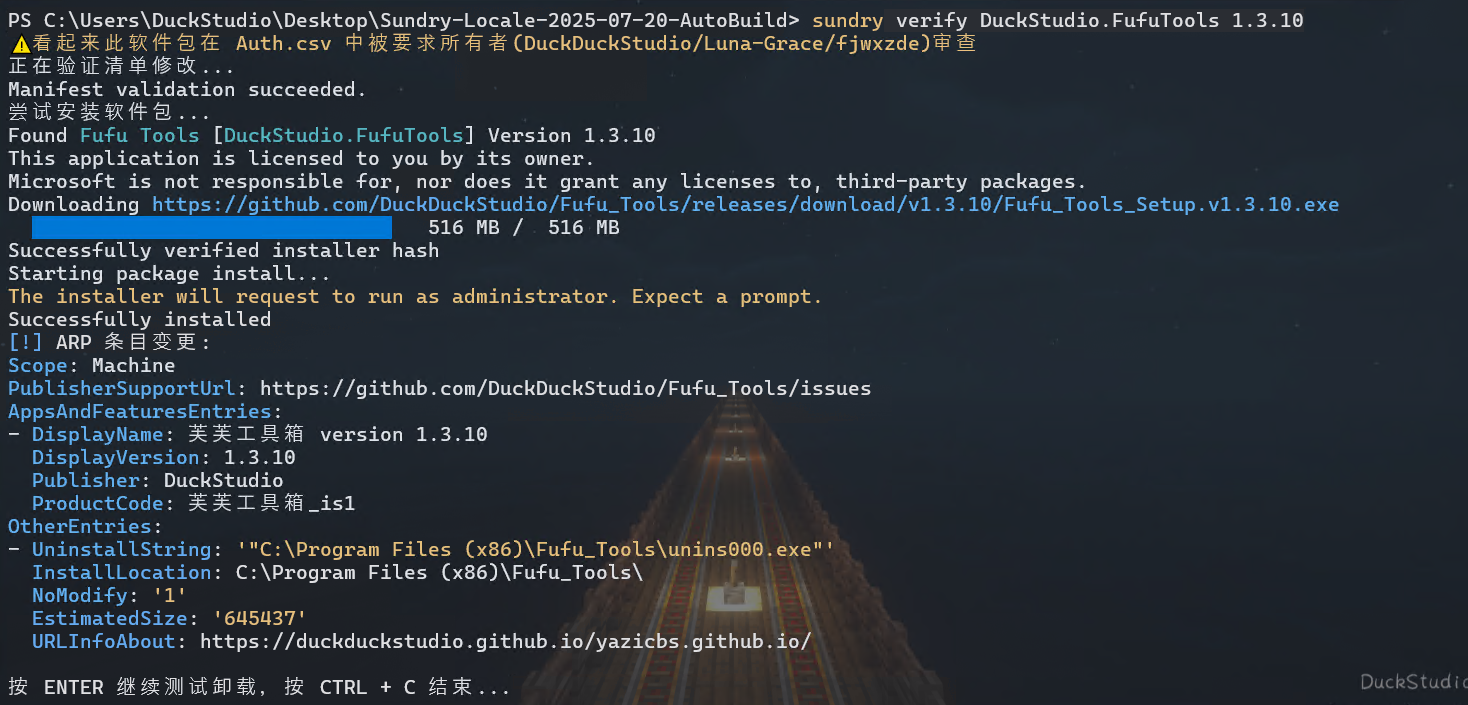 PS C:\Users\DuckStudio\Desktop\Sundry-Locale-2025-07-20-AutoBuild> sundry verify DuckStudio.FufuTools 1.3.10
⚠看起来此软件包在 Auth.csv 中被要求所有者(DuckDuckStudio/Luna-Grace/fjwxzde)审查
正在验证清单修改...
Manifest validation succeeded.
尝试安装软件包...
Found Fufu Tools [DuckStudio.FufuTools] Version 1.3.10
This application is licensed to you by its owner.
Microsoft is not responsible for, nor does it grant any licenses to, third-party packages.
Downloading https://github.com/DuckDuckStudio/Fufu_Tools/releases/download/v1.3.10/Fufu_Tools_Setup.v1.3.10.exe
516 MB / 516 MB
Successfully verified installer hash
Starting package install...
The installer will request to run as administrator. Expect a prompt.
Successfully installed
[!] ARP 条目变更:
Scope: Machine
PublisherSupportUrl: https://github.com/DuckDuckStudio/Fufu_Tools/issues
AppsAndFeaturesEntries:
- DisplayName: 芙芙工具箱 version 1.3.10
DisplayVersion: 1.3.10
Publisher: DuckStudio
ProductCode: 芙芙工具箱_is1
OtherEntries:
- UninstallString: '"C:\Program Files (x86)\Fufu_Tools\unins000.exe"'
InstallLocation: C:\Program Files (x86)\Fufu_Tools\
NoModify: '1'
EstimatedSize: '645437'
URLInfoAbout: https://duckduckstudio.github.io/yazicbs.github.io/
按 ENTER 继续测试卸载, 按 CTRL + C 结束...
DuckStudio